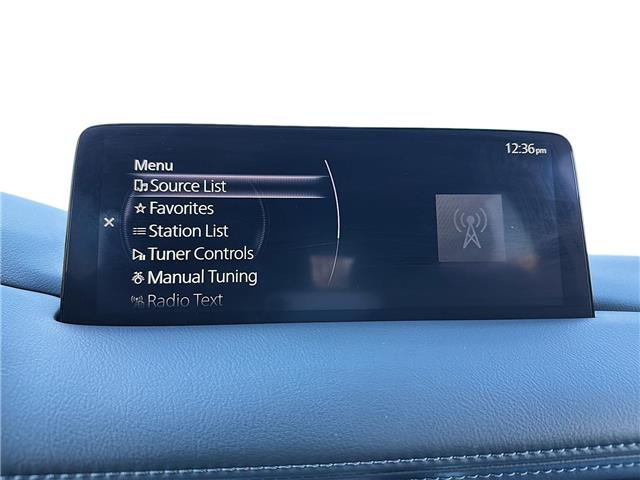 12:36pm
Menu
Source List
Favorites
Station List
Tuner Controls
Manual Tuning
Radio Text